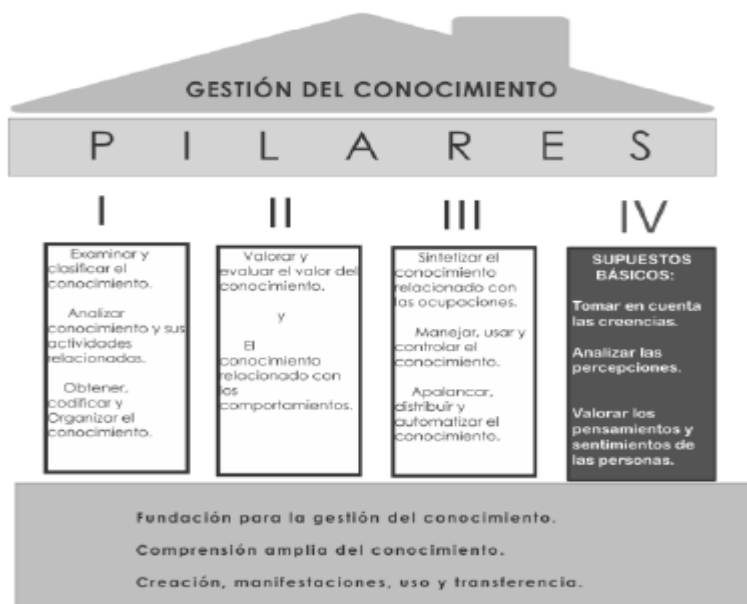 GESTIÓN DEL CONOCIMIENTO
P I L A R E S
I
Examinar y
clasificar el
conocimiento.
Analizar
conocimiento y sus
actividades
relacionadas.
Obtener,
codificar y
Organizar el
conocimiento.
II
Valorar y
evaluar el valor del
conocimiento.
y
El
conocimiento
relacionado con
los
comportamientos.
III
Sintetizar el
conocimiento
relacionado con
las ocupaciones.
Manejar, usar y
controlar el
conocimiento.
Apalancar,
distribuir y
automatizar el
conocimiento.
IV
SUPUESTOS
BÁSICOS:
Tomar en cuenta
las creencias.
Analizar las
percepciones.
Valorar los
pensamientos y
sentimientos de
las personas.
Fundación para la gestión del conocimiento.
Comprensión amplia del conocimiento.
Creación, manifestaciones, uso y transferencia.